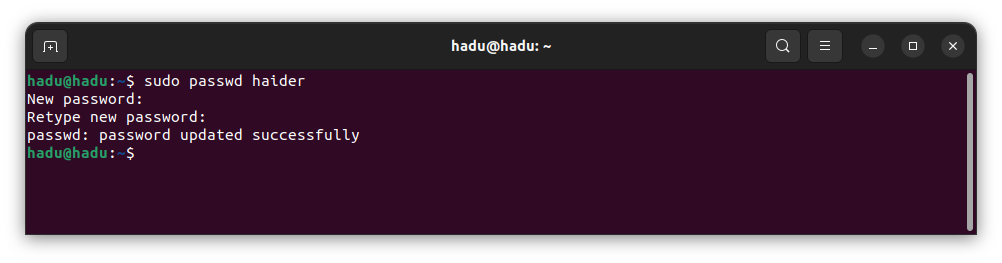 hadu@hadu: ~
hadu@hadu:~$ sudo passwd haider
New password:
Retype new password:
passwd: password updated successfully
hadu@hadu:~$